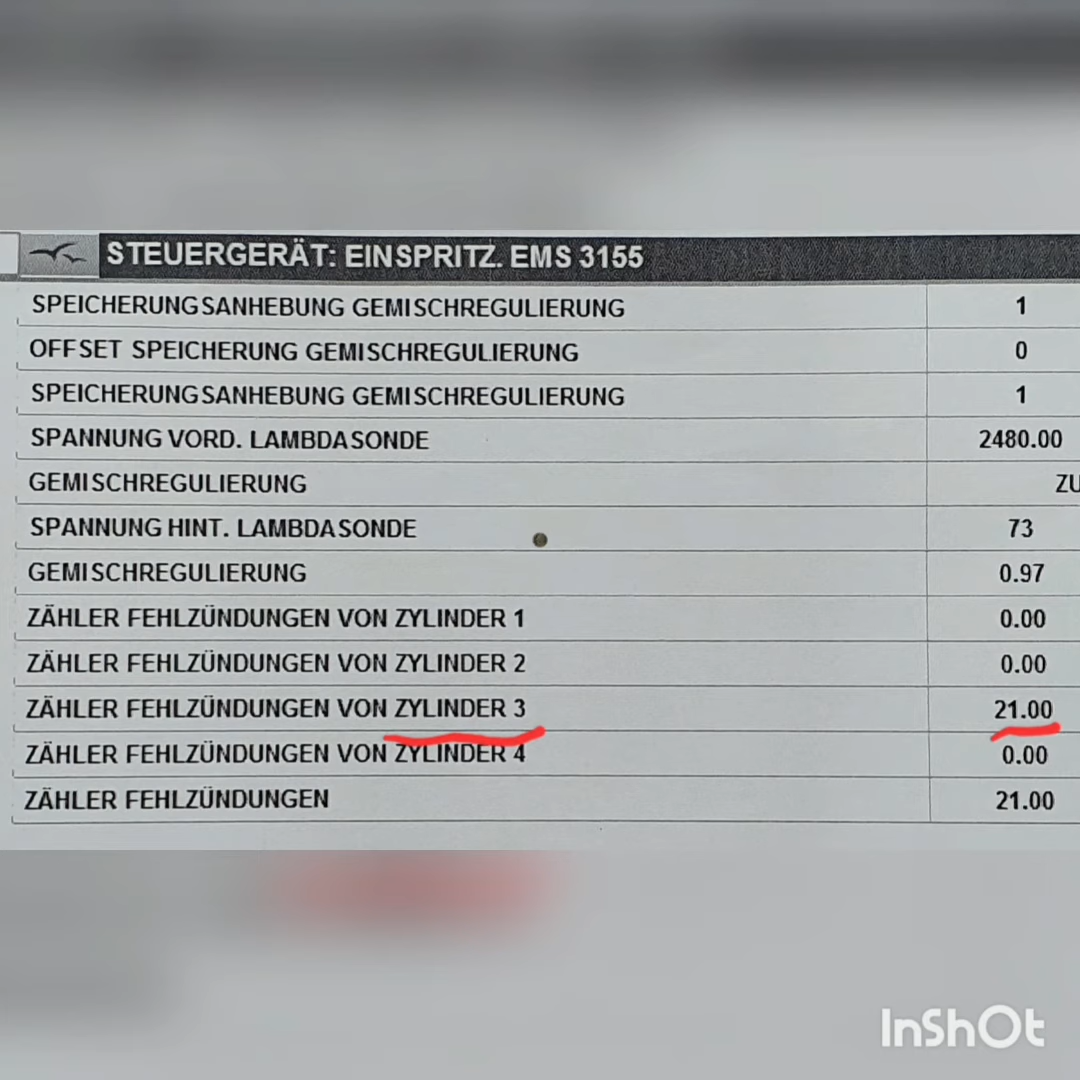 STEUERGERÄT: EINSPRITZ. EMS 3155
SPEICHERUNGSANHEBUNG GEMISCHREGULIERUNG 1
OFFSET SPEICHERUNG GEMISCHREGULIERUNG 0
SPEICHERUNGSANHEBUNG GEMISCHREGULIERUNG 1
SPANNUNG VORD. LAMBDASONDE 2480.00
GEMISCHREGULIERUNG ZU
SPANNUNG HINT. LAMBDASONDE 73
GEMISCHREGULIERUNG 0.97
ZÄHLER FEHLZÜNDUNGEN VON ZYLINDER 1 0.00
ZÄHLER FEHLZÜNDUNGEN VON ZYLINDER 2 0.00
ZÄHLER FEHLZÜNDUNGEN VON ZYLINDER 3 21.00
ZÄHLER FEHLZÜNDUNGEN VON ZYLINDER 4 0.00
ZÄHLER FEHLZÜNDUNGEN 21.00
InShOt